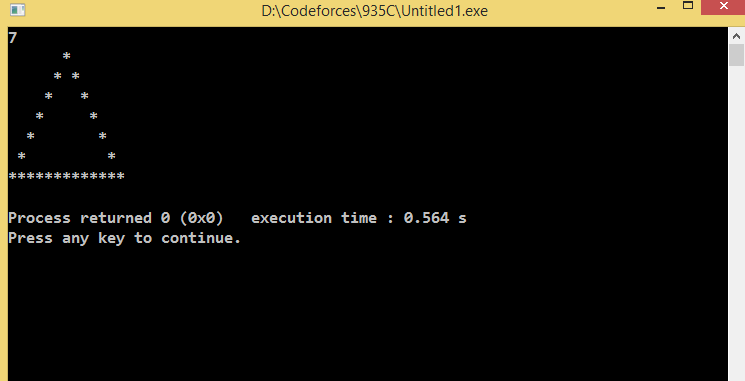 D:\Codeforces\935C\Untitled1.exe
7
      *
     * *
    *   *
   *     *
  *       *
 *         *
*************
Process returned 0 (0x0)   execution time : 0.564 s
Press any key to continue.